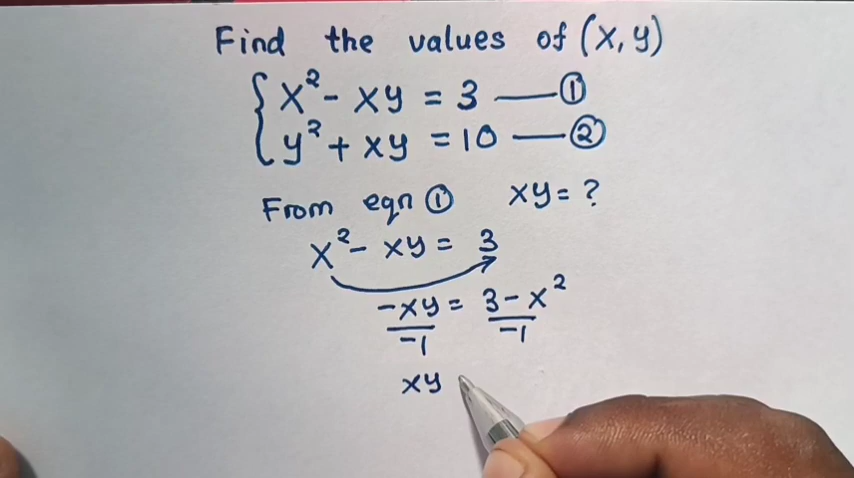 Find the values of (x, y)
{ x² - xy = 3 —— ①
y² + xy = 10 —— ②
From eqn ① xy = ?
x² - xy = 3
-xy = 3 - x²
-1 -1
xy